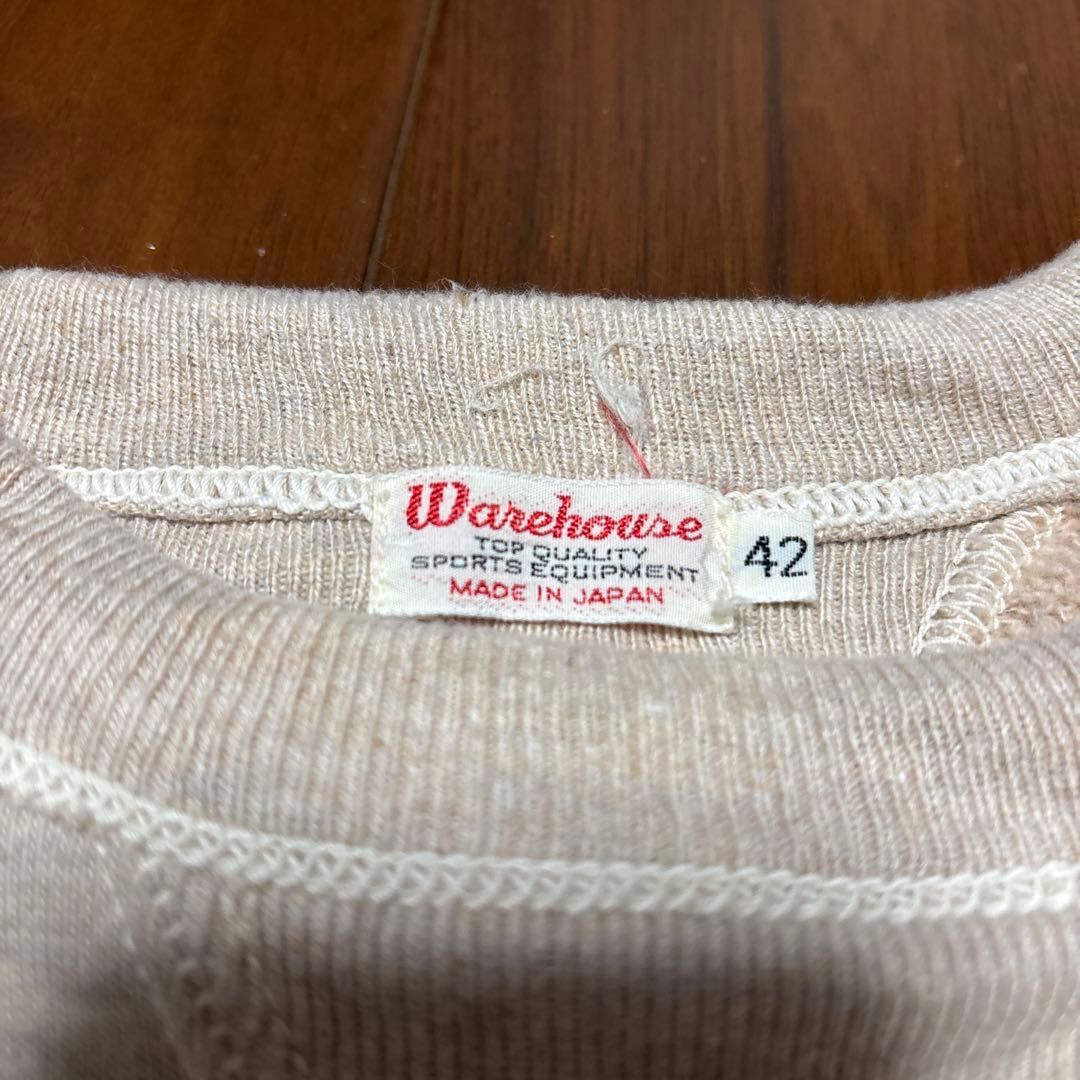 Warehouse
TOP QUALITY
SPORTS EQUIPMENT
MADE IN JAPAN
42